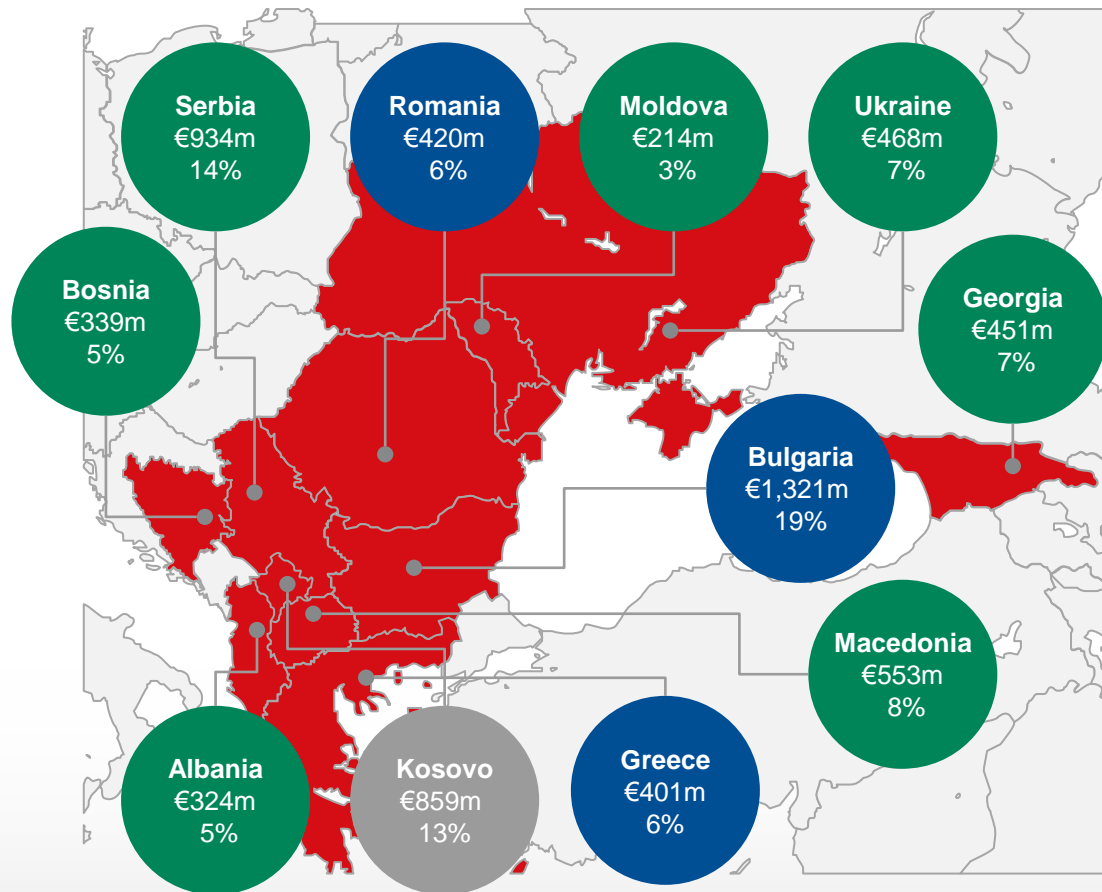 Serbia
€934m
14%
Romania
€420m
6%
Moldova
€214m
3%
Ukraine
€468m
7%
Bosnia
€339m
5%
Georgia
€451m
7%
Bulgaria
€1,321m
19%
Macedonia
€553m
8%
Albania
€324m
5%
Kosovo
€859m
13%
Greece
€401m
6%